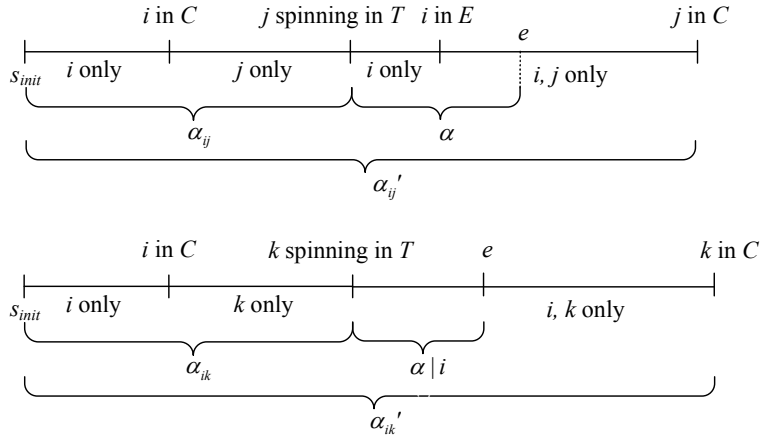 i in C j spinning in T i in E e j in C
s_init i only j only i only i, j only
α_ij α
α_ij′
i in C k spinning in T e k in C
s_init i only k only i, k only
α_ik α | i
α_ik′